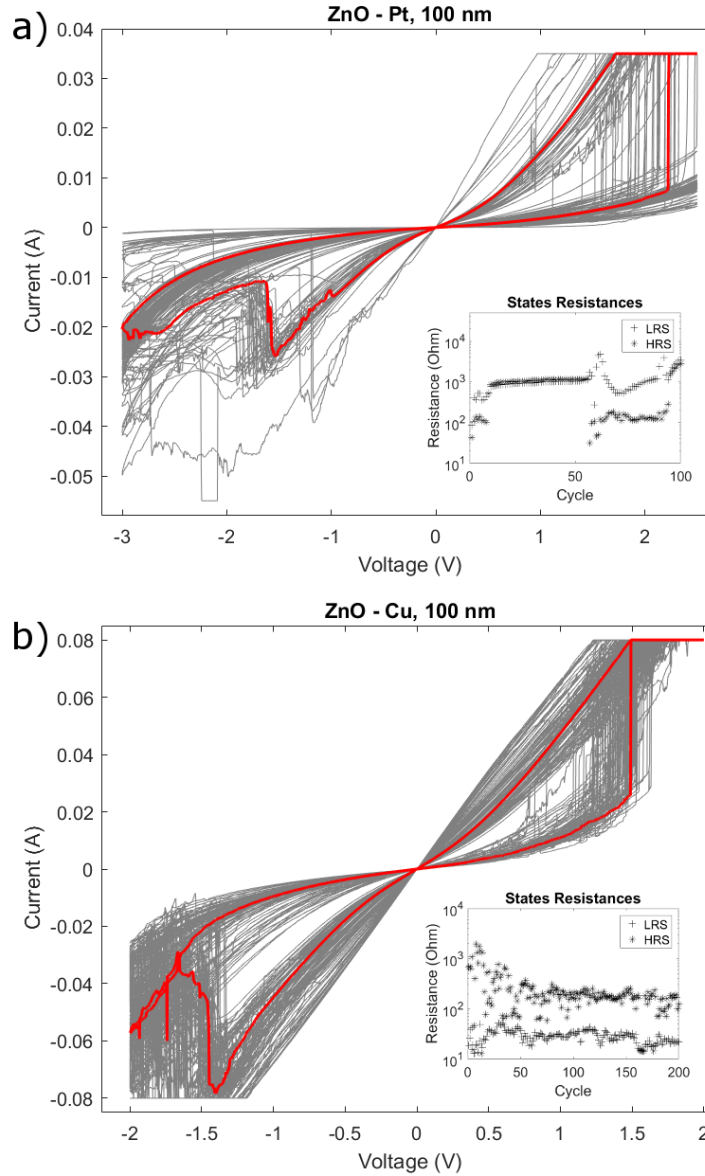 a)
ZnO - Pt, 100 nm
0.04
0.03
0.02
0.01
0
-0.01
-0.02
-0.03
-0.04
-0.05
Current (A)
-3 -2 -1 0 1 2
Voltage (V)
States Resistances
+ LRS
* HRS
10^4
10^3
10^2
10^1
Resistance (Ohm)
0 50 100
Cycle
b)
ZnO - Cu, 100 nm
0.08
0.06
0.04
0.02
0
-0.02
-0.04
-0.06
-0.08
Current (A)
-2 -1.5 -1 -0.5 0 0.5 1 1.5 2
Voltage (V)
States Resistances
+ LRS
* HRS
10^4
10^3
10^2
10^1
Resistance (Ohm)
0 50 100 150 200
Cycle